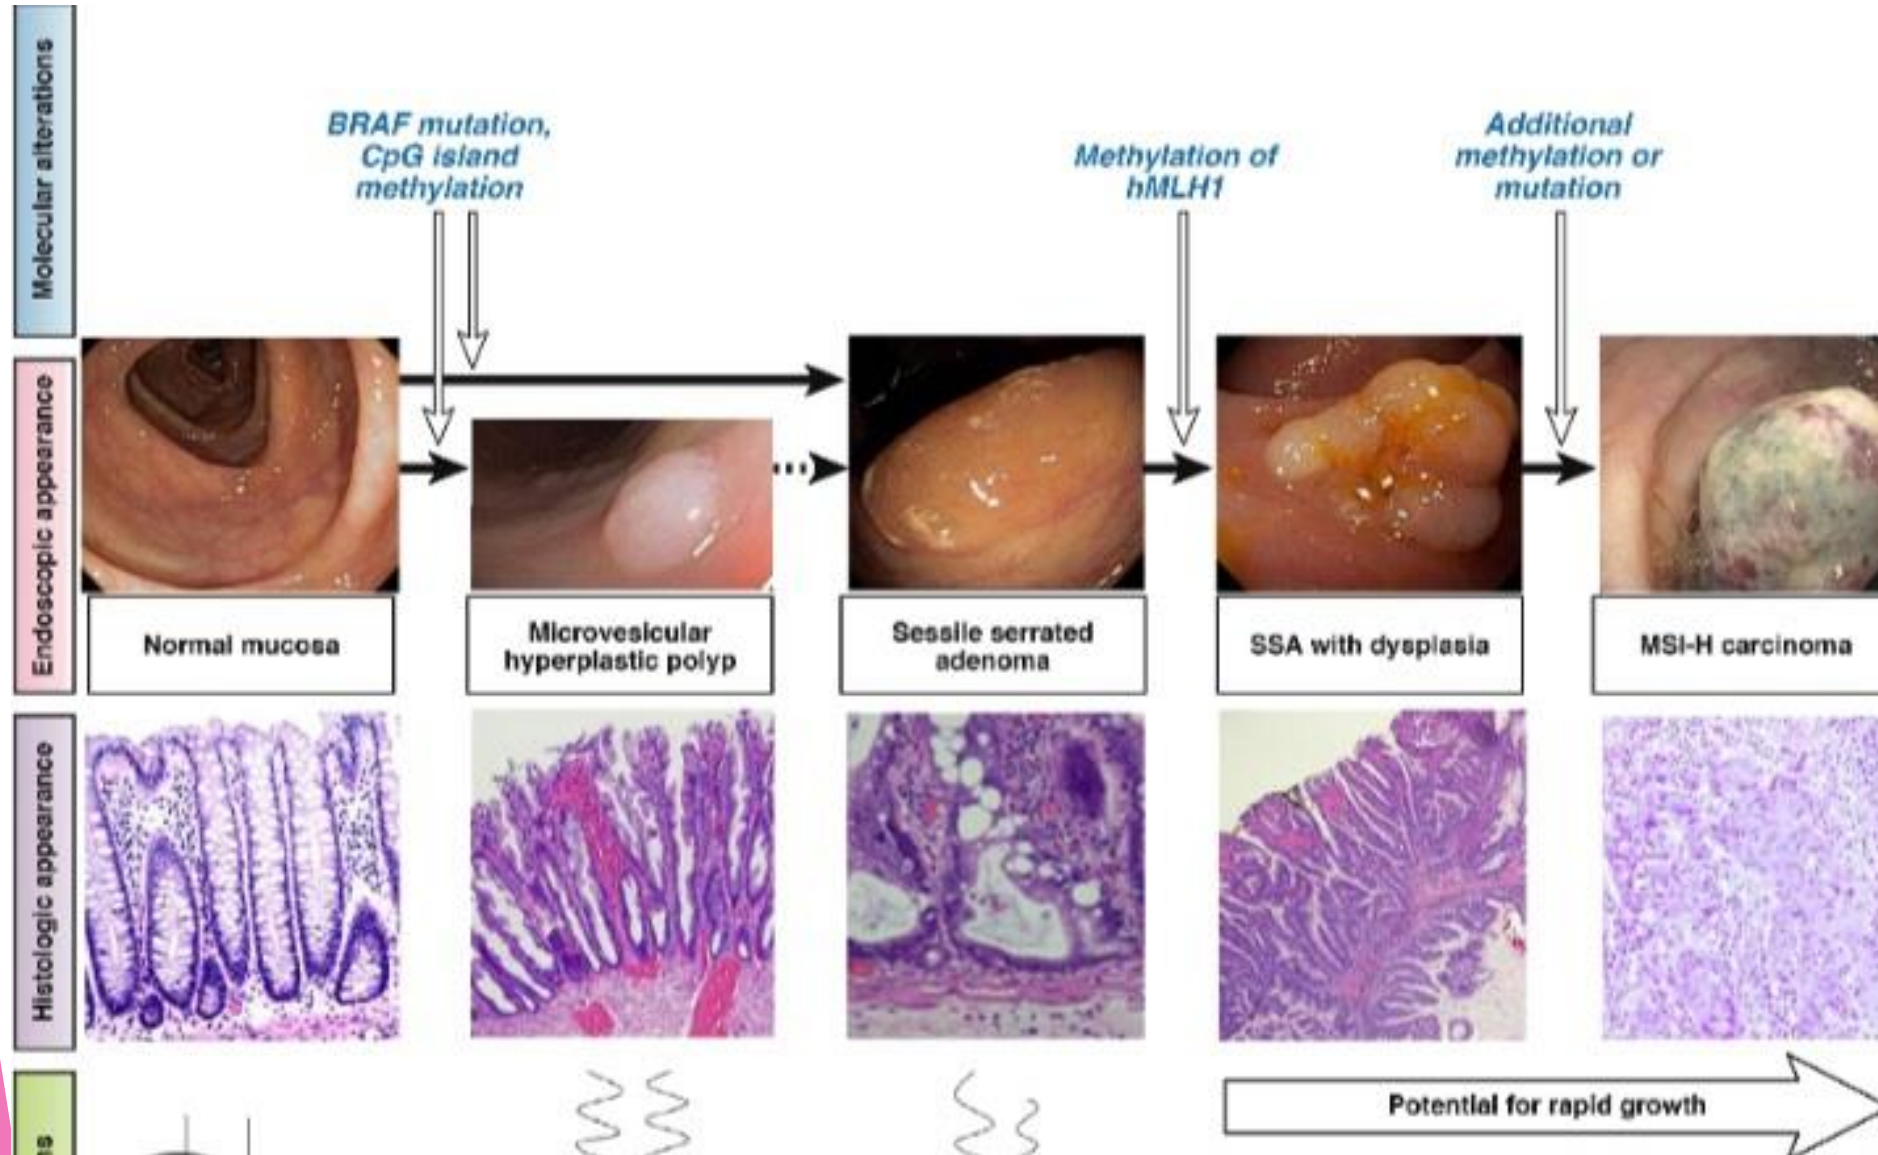 Molecular alterations
BRAF mutation,
CpG island
methylation
Methylation of
hMLH1
Additional
methylation or
mutation
Endoscopic appearance
Normal mucosa
Microvesicular
hyperplastic polyp
Sessile serrated
adenoma
SSA with dysplasia
MSI-H carcinoma
Histologic appearance
Potential for rapid growth